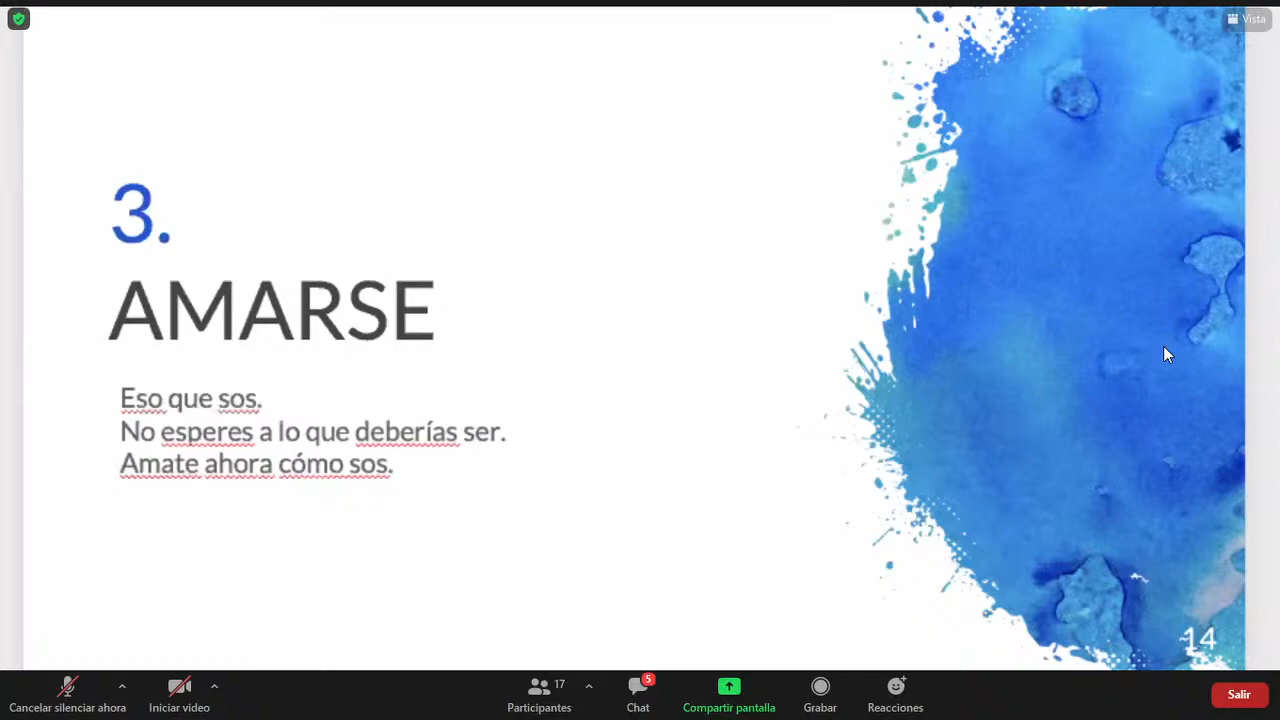 Vista
3.
AMARSE
Eso que sos.
No esperes a lo que deberías ser.
Amate ahora cómo sos.
14
17
5
Cancelar silenciar ahora
Iniciar video
Participantes
Chat
Compartir pantalla
Grabar
Reacciones
Salir